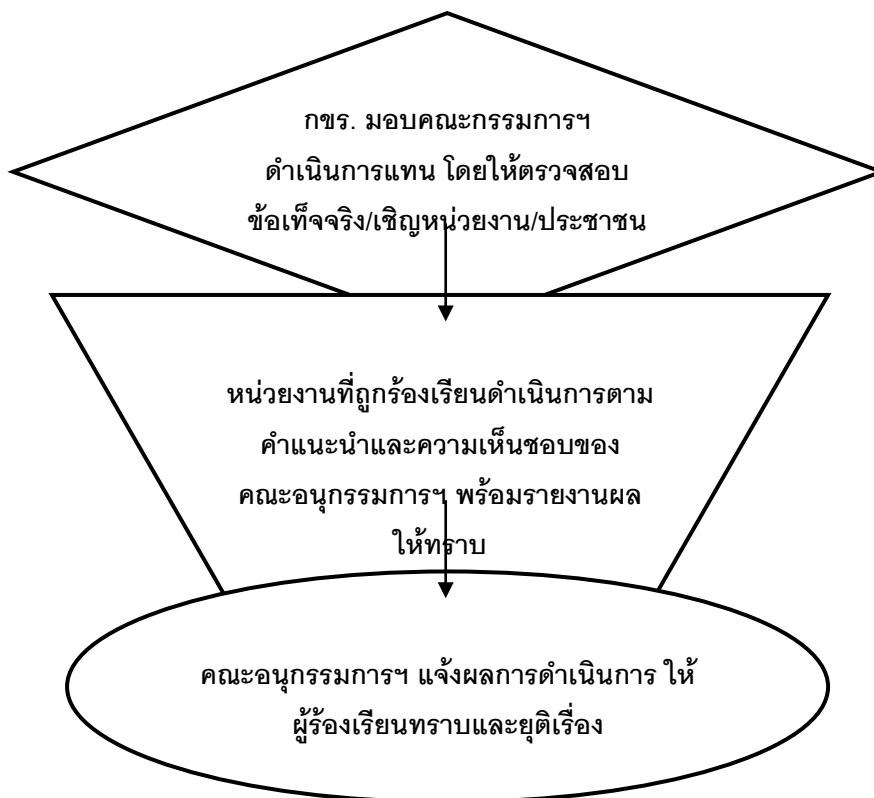 กขร. มอบคณะกรรมการฯ
ดำเนินการแทน โดยให้ตรวจสอบ
ข้อเท็จจริง/เชิญหน่วยงาน/ประชาชน
หน่วยงานที่ถูกร้องเรียนดำเนินการตาม
คำแนะนำและความเห็นชอบของ
คณะอนุกรรมการฯ พร้อมรายงานผล
ให้ทราบ
คณะอนุกรรมการฯ แจ้งผลการดำเนินการ ให้
ผู้ร้องเรียนทราบและยุติเรื่อง